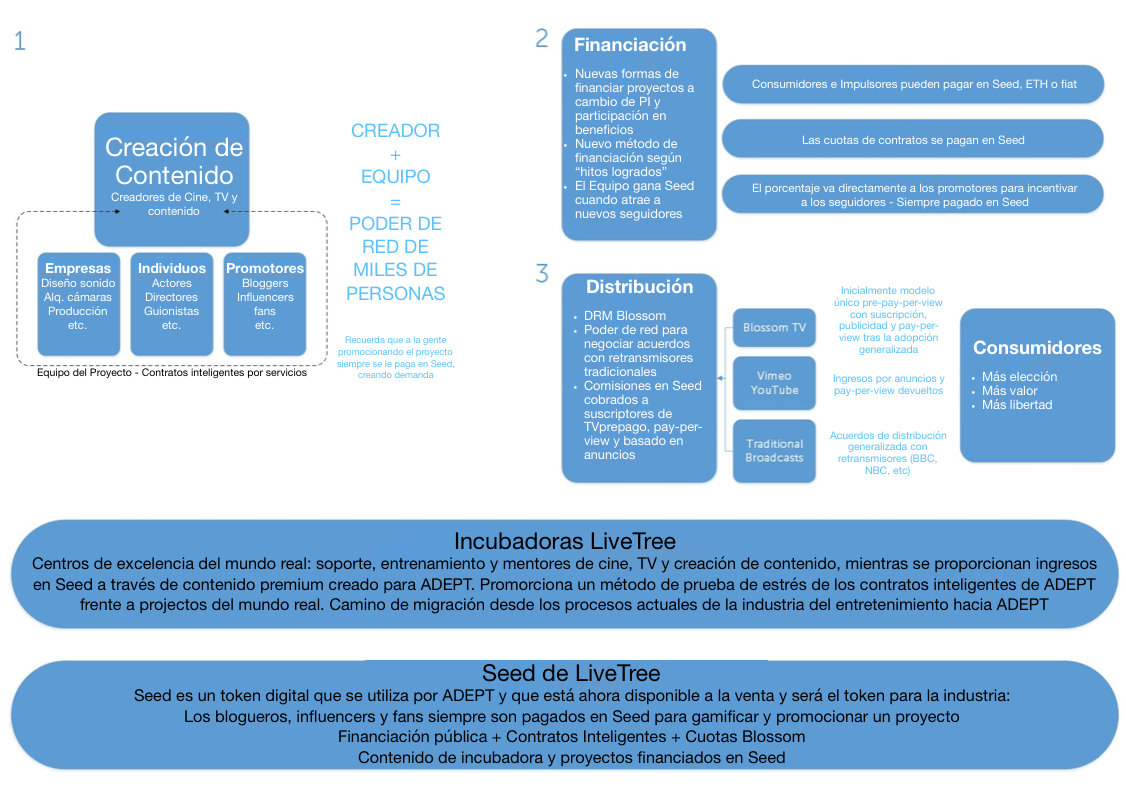 1
Creación de
Contenido
Creadores de Cine, TV y
contenido
Empresas
Diseño sonido
Alq. cámaras
Producción
etc.
Individuos
Actores
Directores
Guionistas
etc.
Promotores
Bloggers
Influencers
fans
etc.
Equipo del Proyecto - Contratos inteligentes por servicios
CREADOR
+
EQUIPO
=
PODER DE
RED DE
MILES DE
PERSONAS
Recuerda que a la gente
promocionando el projecto
siempre se le paga en Seed,
creando demanda
2
Financiación
• Nuevas formas de
financiar proyectos a
cambio de PI y
participación en
beneficios
• Nuevo método de
financiación según
“hitos logrados”
• El Equipo gana Seed
cuando atrae a
nuevos seguidores
Consumidores e Impulsores pueden pagar en Seed, ETH o fiat
Las cuotas de contratos se pagan en Seed
El porcentaje va directamente a los promotores para incentivar
a los seguidores - Siempre pagado en Seed
3
Distribución
• DRM Blossom
• Poder de red para
negociar acuerdos
con retransmisores
tradicionales
• Comisiones en Seed
cobrados a
suscriptores de
TVprepago, pay-per-
view y basado en
anuncios
Blossom TV
Vimeo
YouTube
Traditional
Broadcasts
Inicialmente modelo
único pre-pay-per-view
con suscripción,
publicidad y pay-per-
view tras la adopción
generalizada
Ingresos por anuncios y
pay-per-view devueltos
Acuerdos de distribución
generalizada con
retransmisores (BBC,
NBC, etc)
Consumidores
• Más elección
• Más valor
• Más libertad
Incubadoras LiveTree
Centros de excelencia del mundo real: soporte, entrenamiento y mentores de cine, TV y creación de contenido, mientras se proporcionan ingresos
en Seed a través de contenido premium creado para ADEPT. Promorciona un método de prueba de estrés de los contratos inteligentes de ADEPT
frente a projectos del mundo real. Camino de migración desde los procesos actuales de la industria del entretenimiento hacia ADEPT
Seed de LiveTree
Seed es un token digital que se utiliza por ADEPT y que está ahora disponible a la venta y será el token para la industria:
Los blogueros, influencers y fans siempre son pagados en Seed para gamificar y promocionar un proyecto
Financiación pública + Contratos Inteligentes + Cuotas Blossom
Contenido de incubadora y proyectos financiados en Seed